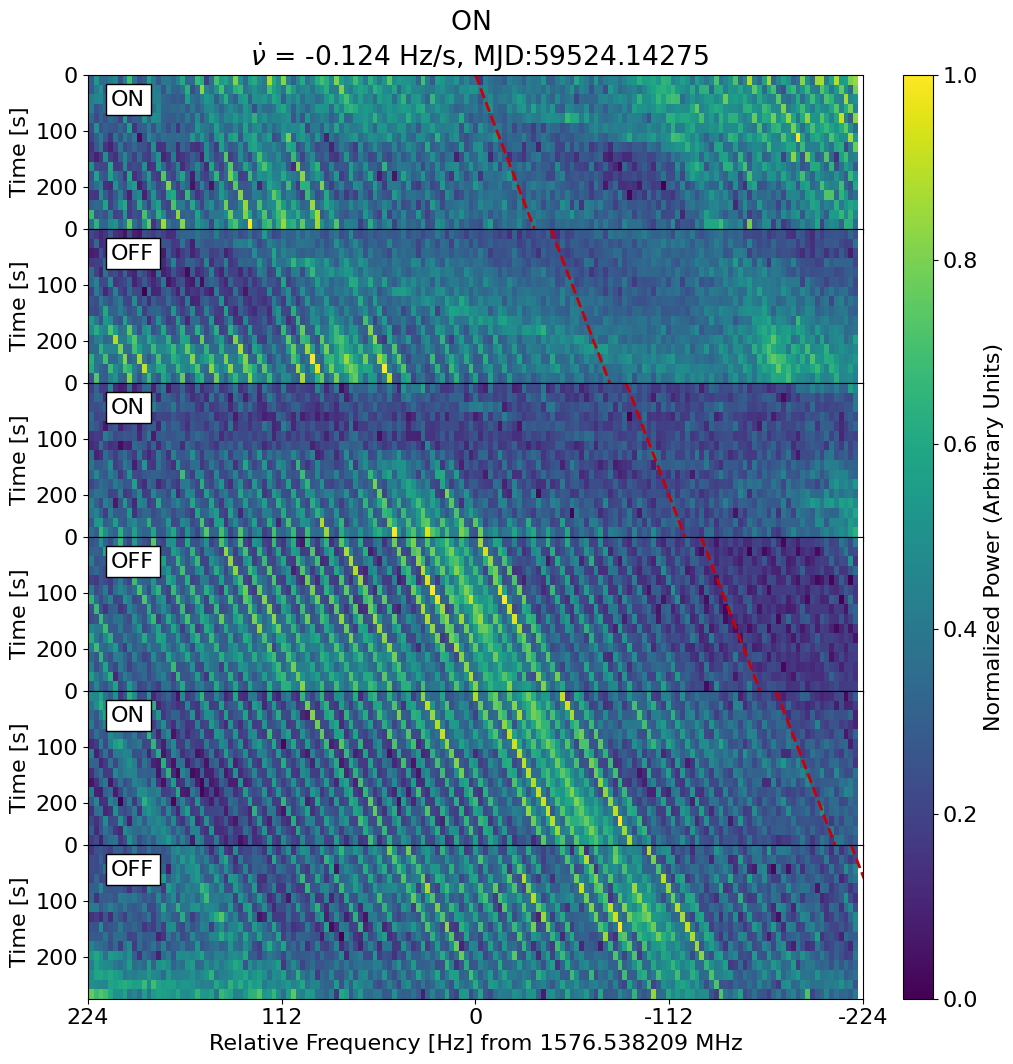 ON
ν̇ = -0.124 Hz/s, MJD:59524.14275
0
100
200
Time [s]
ON
0
100
200
Time [s]
OFF
0
100
200
Time [s]
ON
0
100
200
Time [s]
OFF
0
100
200
Time [s]
ON
0
100
200
Time [s]
OFF
224 112 0 -112 -224
Relative Frequency [Hz] from 1576.538209 MHz
1.0
0.8
0.6
0.4
0.2
0.0
Normalized Power (Arbitrary Units)